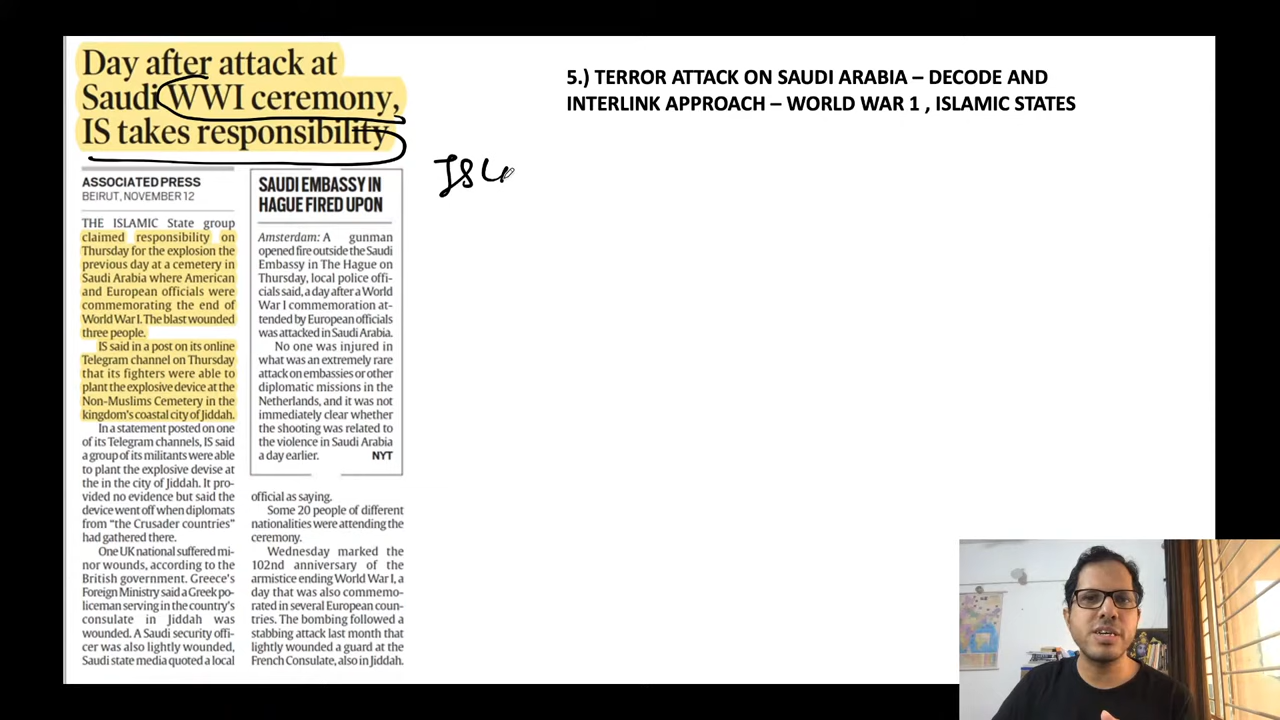 Day after attack at
Saudi WWI ceremony,
IS takes responsibility
ASSOCIATED PRESS
BEIRUT, NOVEMBER 12
THE ISLAMIC State group
claimed responsibility on
Thursday for the explosion the
previous day at a cemetery in
Saudi Arabia where American
and European officials were
commemorating the end of
World War I. The blast wounded
three people.
IS said in a post on its online
Telegram channel on Thursday
that its fighters were able to
plant the explosive device at the
Non-Muslims Cemetery in the
kingdom's coastal city of Jiddah.
In a statement posted on one
of its Telegram channels, IS said
a group of its militants were able
to plant the explosive devise at
the in the city of Jiddah. It pro-
vided no evidence but said the
device went off when diplomats
from "the Crusader countries"
had gathered there.
One UK national suffered mi-
nor wounds, according to the
British government. Greece's
Foreign Ministry said a Greek po-
liceman serving in the country's
consulate in Jiddah was
wounded. A Saudi security offi-
cer was also lightly wounded,
Saudi state media quoted a local
SAUDI EMBASSY IN
HAGUE FIRED UPON
Amsterdam: A gunman
opened fire outside the Saudi
Embassy in The Hague on
Thursday, local police offi-
cials said, a day after a World
War I commemoration at-
tended by European officials
was attacked in Saudi Arabia.
No one was injured in
what was an extremely rare
attack on embassies or other
diplomatic missions in the
Netherlands, and it was not
immediately clear whether
the shooting was related to
the violence in Saudi Arabia
a day earlier. NYT
official as saying.
Some 20 people of different
nationalities were attending the
ceremony.
Wednesday marked the
102nd anniversary of the
armistice ending World War I, a
day that was also commemo-
rated in several European coun-
tries. The bombing followed a
stabbing attack last month that
lightly wounded a guard at the
French Consulate, also in Jiddah.
5.) TERROR ATTACK ON SAUDI ARABIA – DECODE AND
INTERLINK APPROACH – WORLD WAR 1 , ISLAMIC STATES